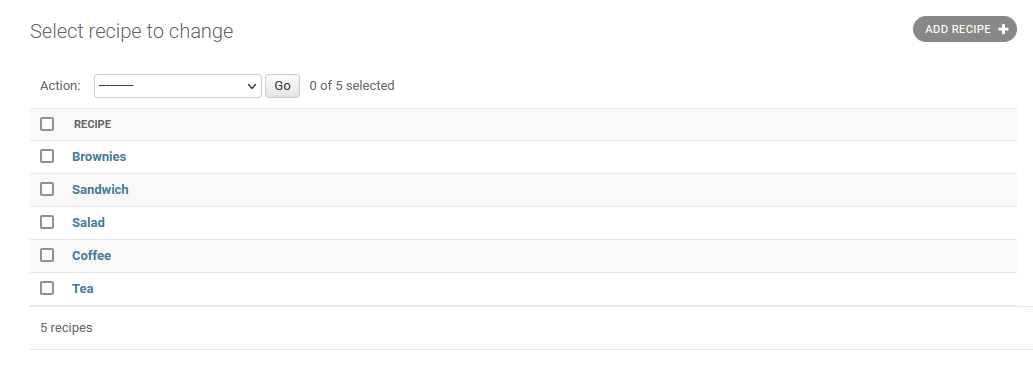 Select recipe to change
ADD RECIPE +
Action: --------- Go 0 of 5 selected
RECIPE
Brownies
Sandwich
Salad
Coffee
Tea
5 recipes